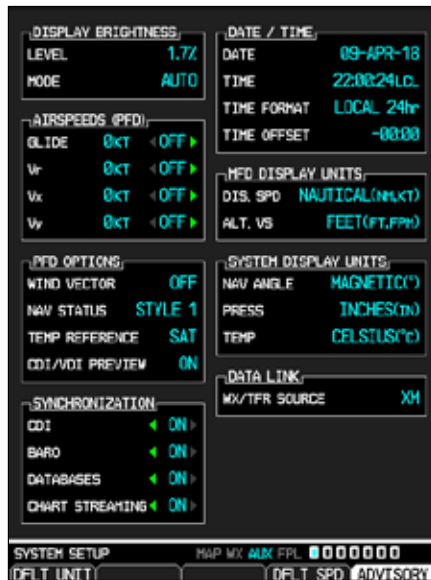 DISPLAY BRIGHTNESS
LEVEL 1.7%
MODE AUTO
AIRSPEEDS (PFD)
GLIDE 0KT OFF
Vr 0KT OFF
Vx 0KT OFF
Vy 0KT OFF
PFD OPTIONS
WIND VECTOR OFF
NAV STATUS STYLE 1
TEMP REFERENCE SAT
CDI/VDI PREVIEW ON
SYNCHRONIZATION
CDI ON
BARO ON
DATABASES ON
CHART STREAMING ON
DATE / TIME
DATE 09-APR-18
TIME 22:00:24LCL
TIME FORMAT LOCAL 24hr
TIME OFFSET -00:00
MFD DISPLAY UNITS
DIS, SPD NAUTICAL(NM,KT)
ALT, VS FEET(FT,FPM)
SYSTEM DISPLAY UNITS
NAV ANGLE MAGNETIC(°)
PRESS INCHES(IN)
TEMP CELSIUS(°C)
DATA LINK
WX/TFR SOURCE XM
SYSTEM SETUP MAP WX AUX FPL
DFLT UNIT DFLT SPD ADVISORY